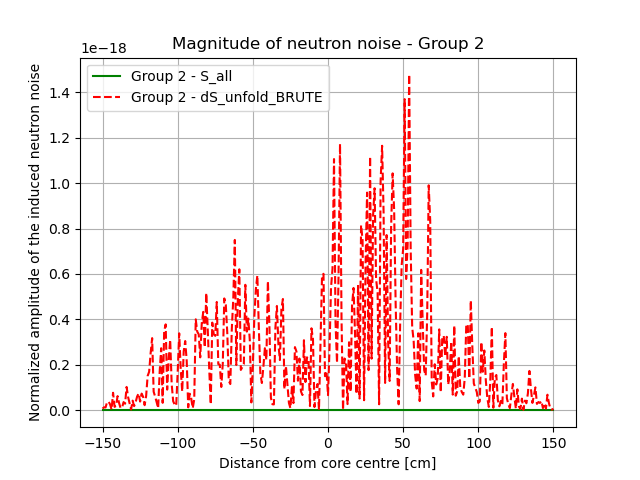 Magnitude of neutron noise - Group 2
1e−18
Group 2 - S_all
Group 2 - dS_unfold_BRUTE
Normalized amplitude of the induced neutron noise
1.4
1.2
1.0
0.8
0.6
0.4
0.2
0.0
−150 −100 −50 0 50 100 150
Distance from core centre [cm]